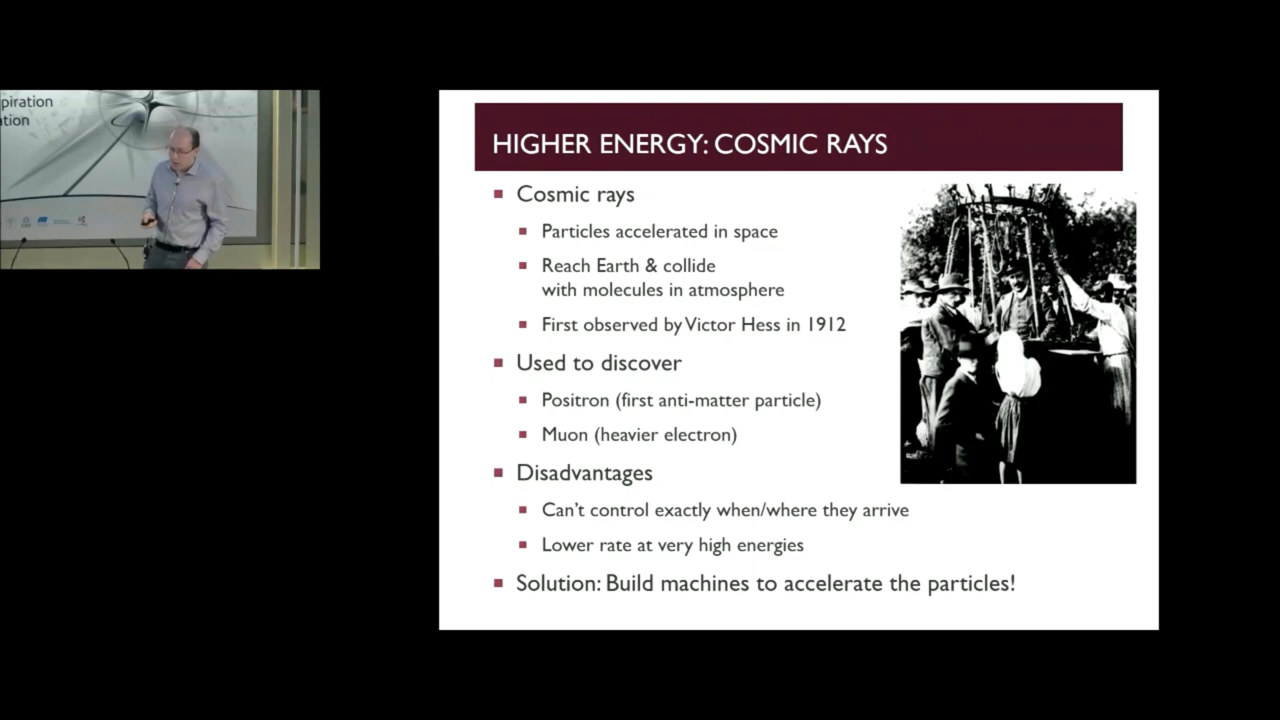 piration
ation
HIGHER ENERGY: COSMIC RAYS
Cosmic rays
Particles accelerated in space
Reach Earth & collide
with molecules in atmosphere
First observed by Victor Hess in 1912
Used to discover
Positron (first anti-matter particle)
Muon (heavier electron)
Disadvantages
Can't control exactly when/where they arrive
Lower rate at very high energies
Solution: Build machines to accelerate the particles!